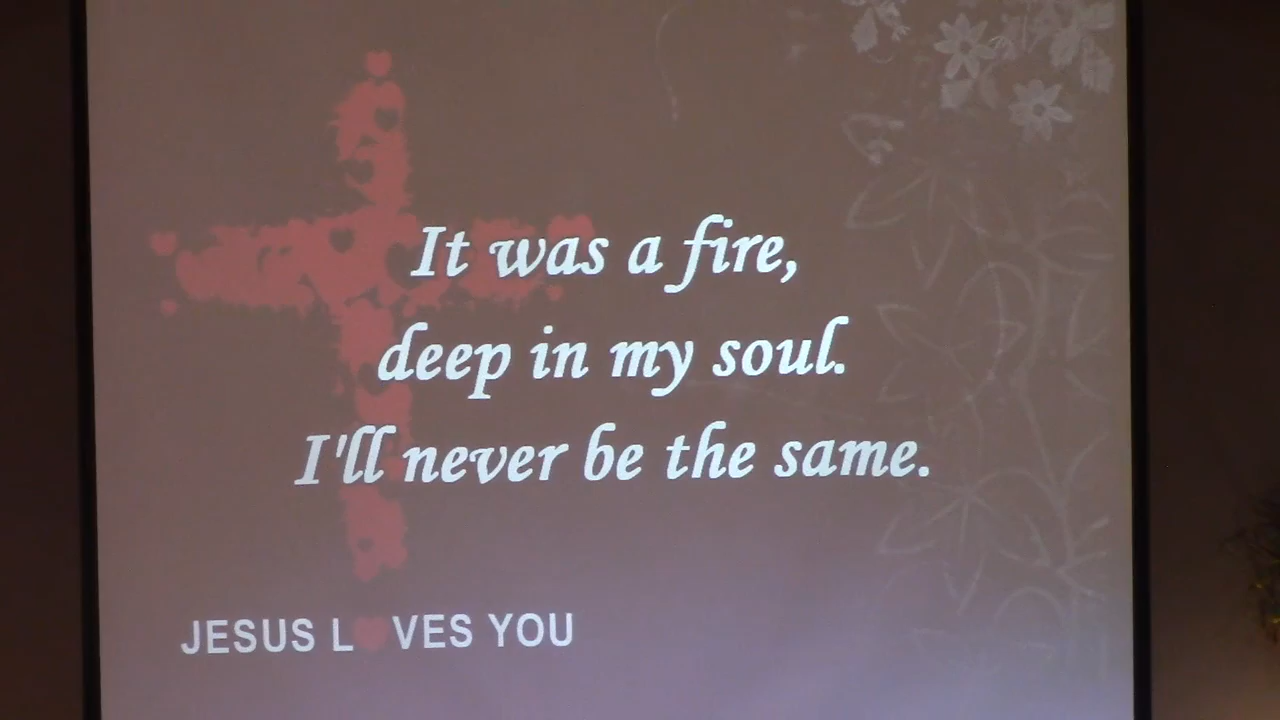 It was a fire,
deep in my soul.
I'll never be the same.
JESUS L VES YOU